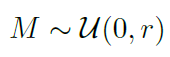 M ∼ 𝒰(0, r)